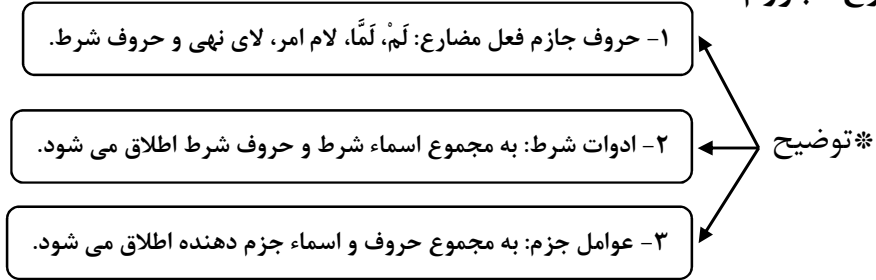 ۱- حروف جازم فعل مضارع: لَمْ، لَمَّا، لام امر، لای نهی و حروف شرط.
*توضیح
۲- ادوات شرط: به مجموع اسماء شرط و حروف شرط اطلاق می شود.
۳- عوامل جزم: به مجموع حروف و اسماء جزم دهنده اطلاق می شود.